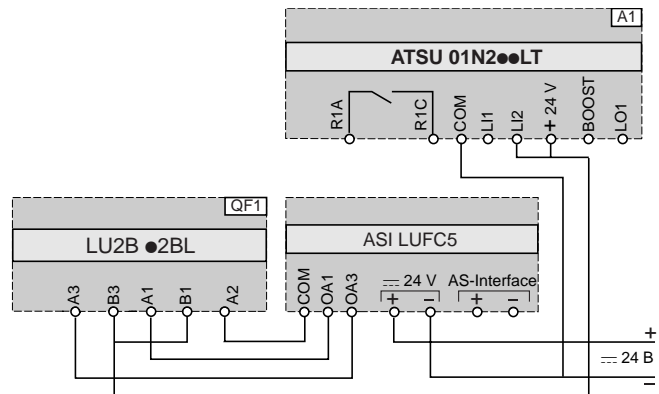 A1
ATSU 01N2●●LT
R1A
R1C
COM
LI1
LI2
+ 24 V
BOOST
LO1
QF1
LU2B ●2BL
A3
B3
A1
B1
A2
ASI LUFC5
COM
OA1
OA3
⎓ 24 V
+
–
AS-Interface
+
–
+
⎓ 24 B
–